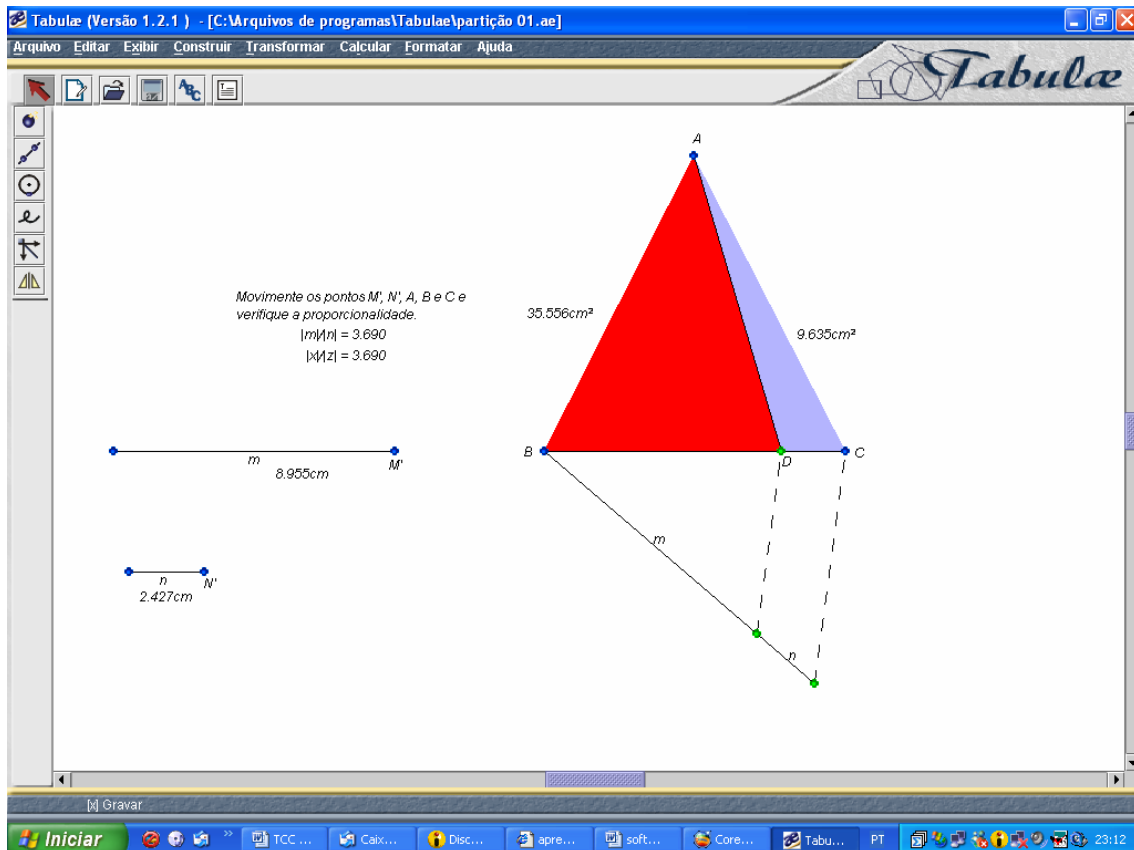 Tabulæ (Versão 1.2.1 ) - [C:\Arquivos de programas\Tabulae\partição 01.ae]
Arquivo Editar Exibir Construir Transformar Calcular Formatar Ajuda
Tabulæ
ABC
A
Movimente os pontos M', N', A, B e C e
verifique a proporcionalidade.
|m|/|n| = 3.690
|x|/|z| = 3.690
35.556cm²
9.635cm²
B
D
C
m
M'
8.955cm
m
n
N'
2.427cm
n
[x] Gravar
Iniciar
TCC ...
Caix...
Disc...
apre...
soft...
Core...
Tabu...
PT
23:12